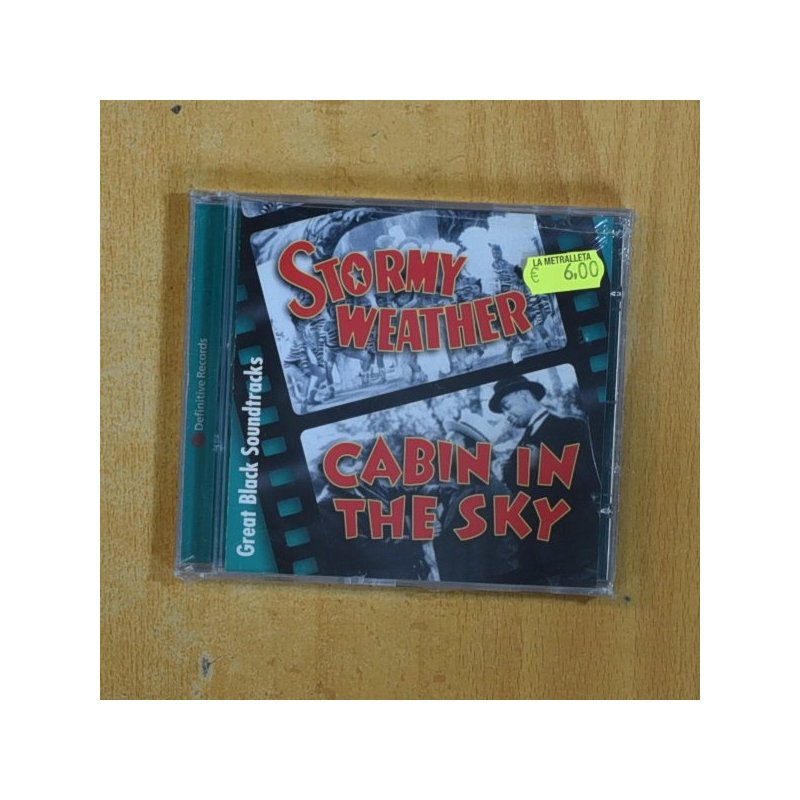 STORMY
WEATHER
LA METRALLETA
€ 6,00
CABIN IN
THE SKY
Great Black Soundtracks
Definitive Records